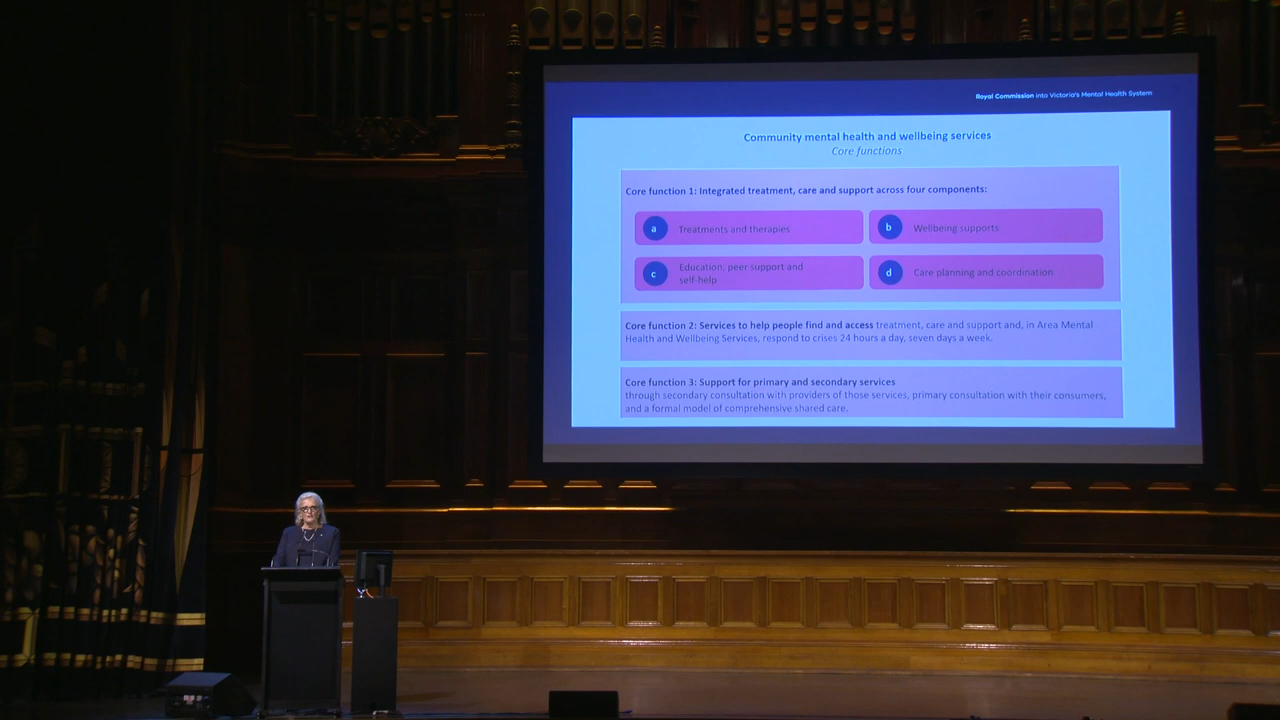 Royal Commission into Victoria's Mental Health System
Community mental health and wellbeing services
Core functions
Core function 1: Integrated treatment, care and support across four components:
a Treatments and therapies
b Wellbeing supports
c Education, peer support and
self-help
d Care planning and coordination
Core function 2: Services to help people find and access treatment, care and support and, in Area Mental
Health and Wellbeing Services, respond to crises 24 hours a day, seven days a week.
Core function 3: Support for primary and secondary services
through secondary consultation with providers of those services, primary consultation with their consumers,
and a formal model of comprehensive shared care.